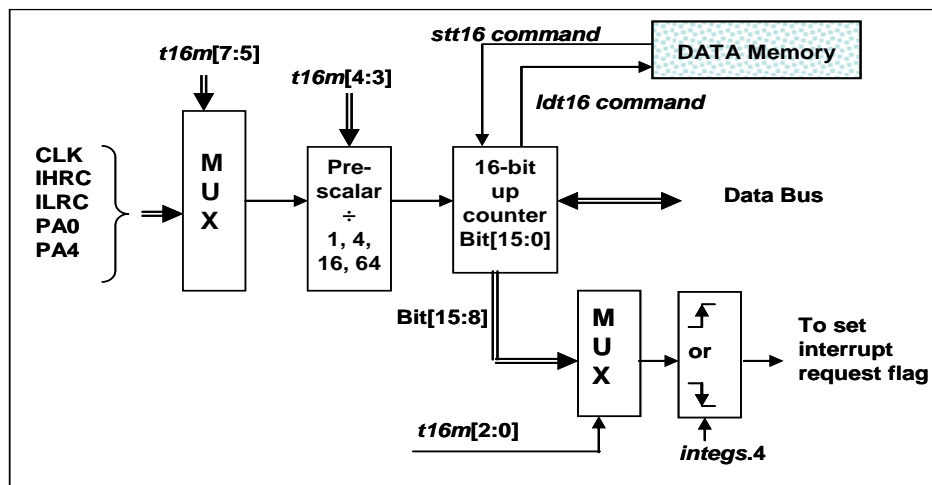 stt16 command
DATA Memory
t16m[7:5]
t16m[4:3]
ldt16 command
CLK
IHRC
ILRC
PA0
PA4
M
U
X
Pre-
scalar
÷
1, 4,
16, 64
16-bit
up
counter
Bit[15:0]
Data Bus
Bit[15:8]
M
U
X
or
To set
interrupt
request flag
t16m[2:0]
integs.4